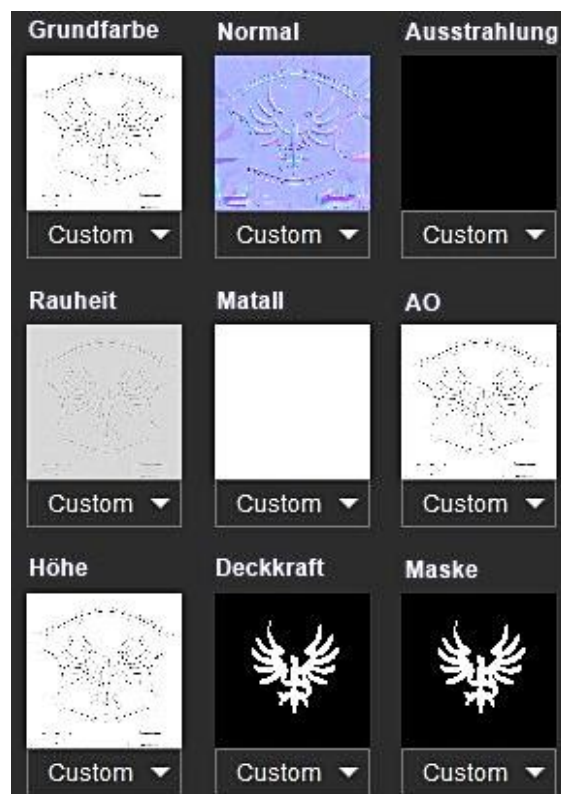 Grundfarbe Normal Ausstrahlung
Custom Custom Custom
Rauheit Matall AO
Custom Custom Custom
Höhe Deckkraft Maske
Custom Custom Custom